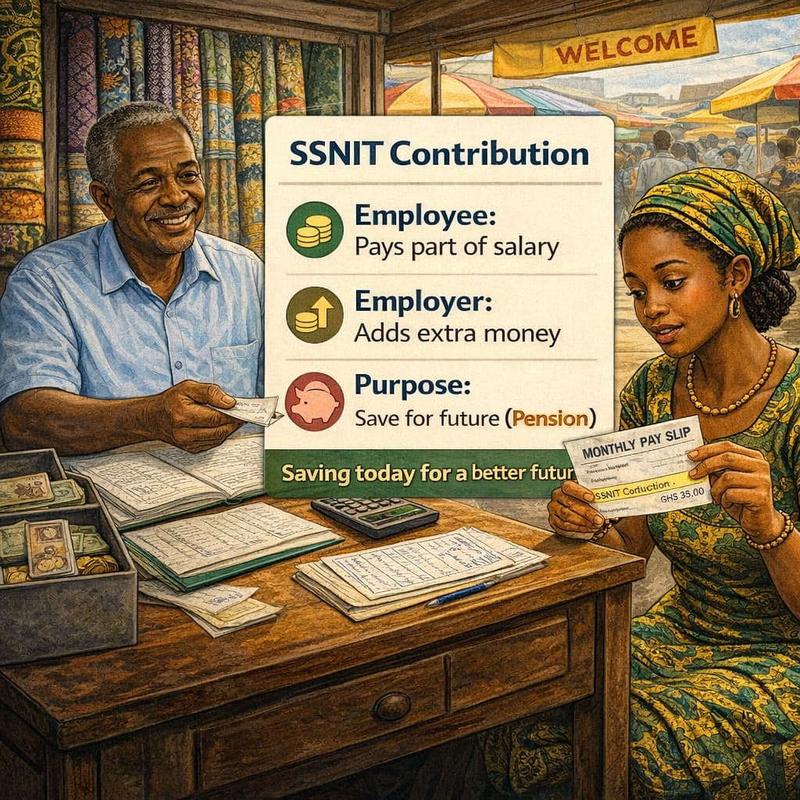 WELCOME
SSNIT Contribution
Employee:
Pays part of salary
Employer:
Adds extra money
Purpose:
Save for future (Pension)
Saving today for a better futur
MONTHLY PAY SLIP
SSNIT Cortuction
GHS 35.00